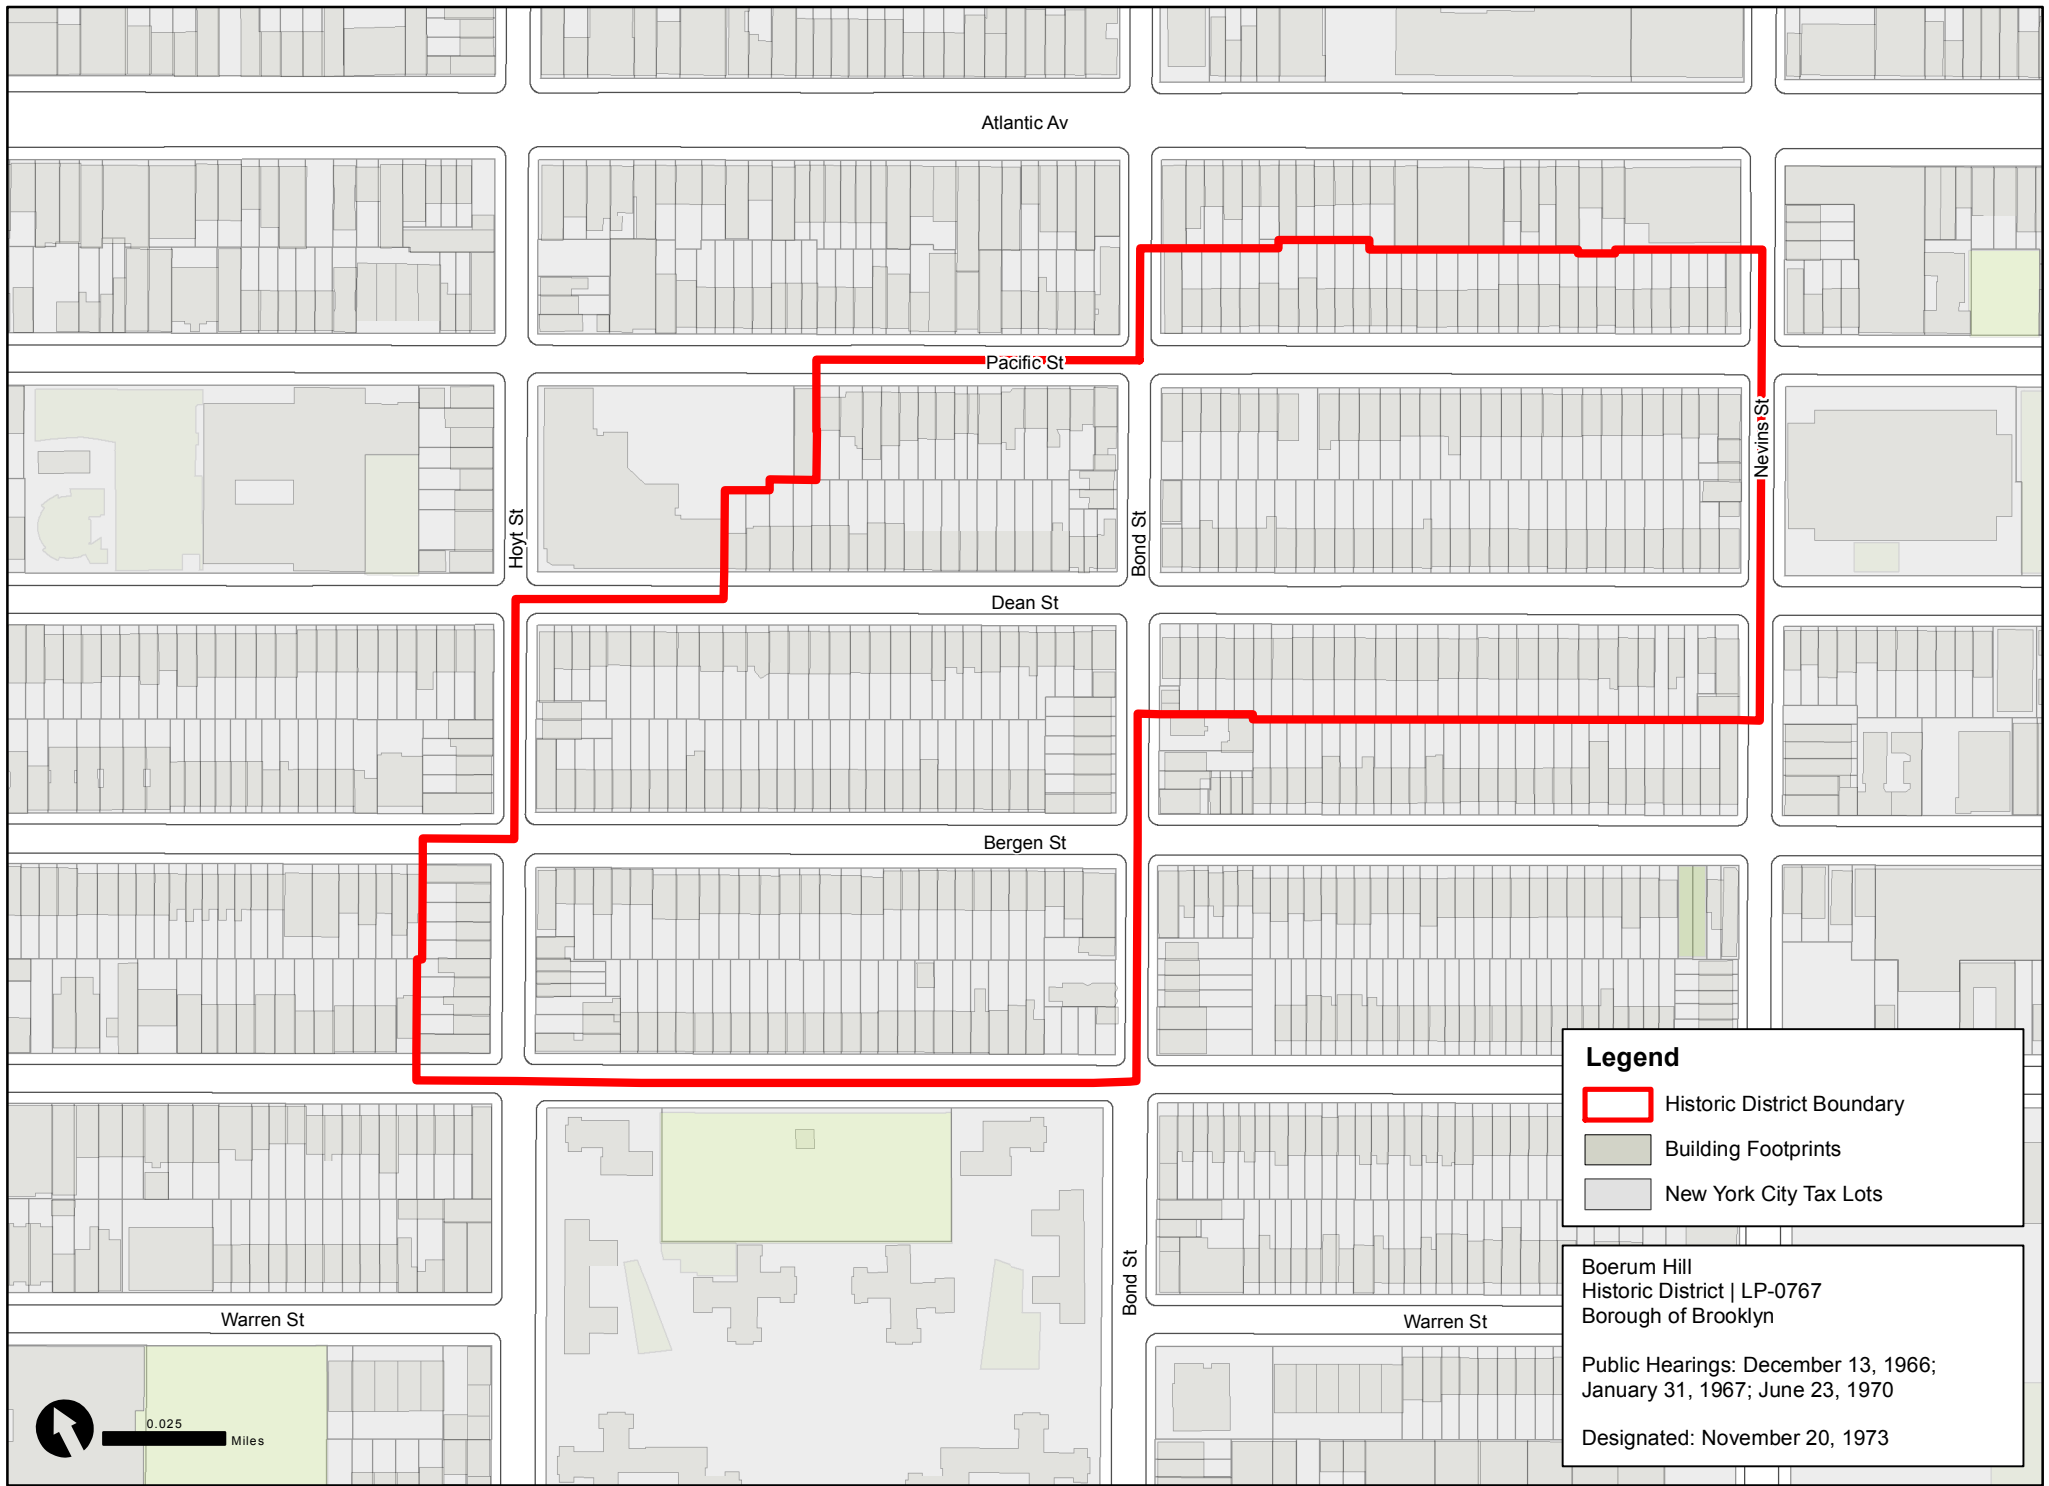 Atlantic Av
Pacific St
Nevins St
Hoyt St
Bond St
Dean St
Bergen St
Legend
Historic District Boundary
Building Footprints
New York City Tax Lots
Bond St
Warren St
Warren St
Boerum Hill
Historic District | LP-0767
Borough of Brooklyn
Public Hearings: December 13, 1966;
January 31, 1967; June 23, 1970
Designated: November 20, 1973
0.025
Miles